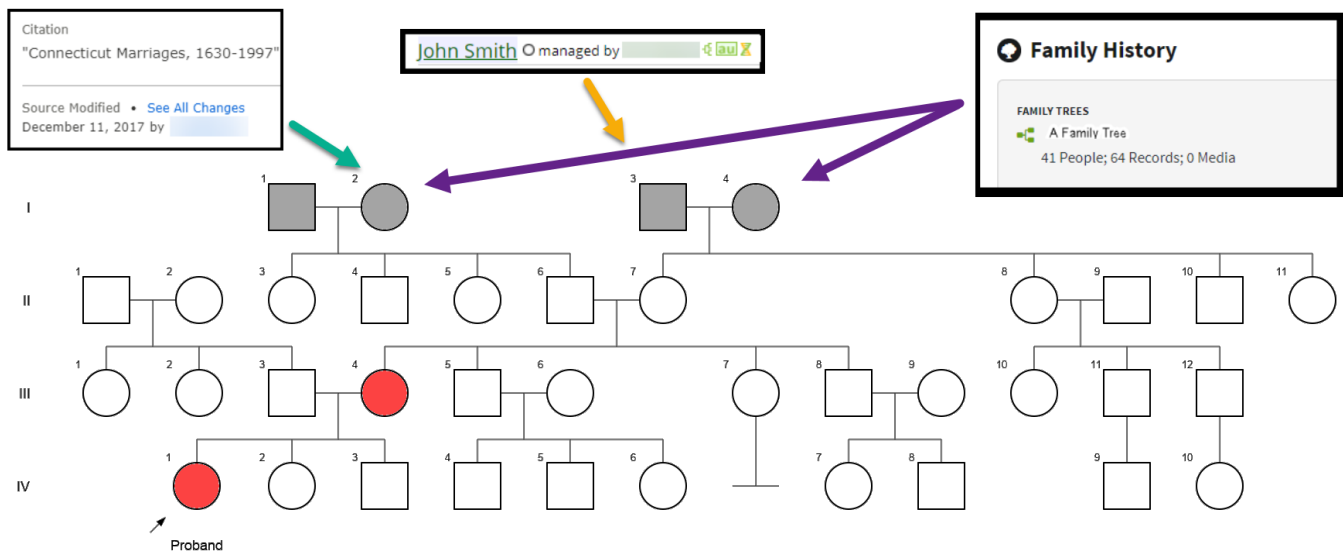 Citation
"Connecticut Marriages, 1630-1997"
Source Modified • See All Changes
December 11, 2017 by
John Smith O managed by au
Family History
FAMILY TREES
A Family Tree
41 People; 64 Records; 0 Media
I
1 2 3 4
II
1 2 3 4 5 6 7 8 9 10 11
III
1 2 3 4 5 6 7 8 9 10 11 12
IV
1 2 3 4 5 6 7 8 9 10
Proband